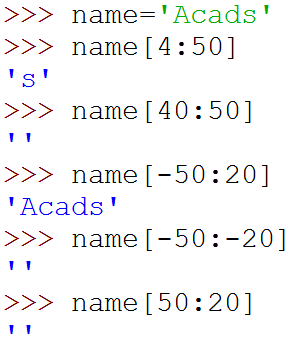 >>> name='Acads'
>>> name[4:50]
's'
>>> name[40:50]
''
>>> name[-50:20]
'Acads'
>>> name[-50:-20]
''
>>> name[50:20]
''